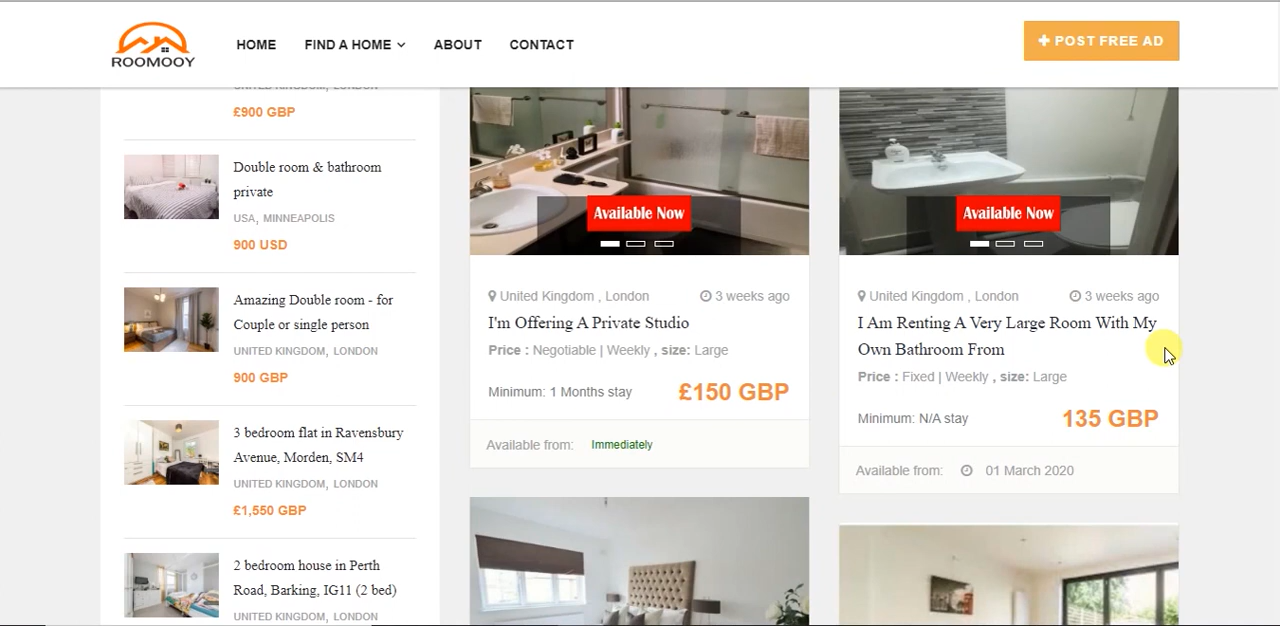 ROOMOOY
HOME
FIND A HOME
ABOUT
CONTACT
POST FREE AD
UNITED KINGDOM, LONDON
£900 GBP
Double room & bathroom
private
USA, MINNEAPOLIS
900 USD
Amazing Double room - for
Couple or single person
UNITED KINGDOM, LONDON
900 GBP
3 bedroom flat in Ravensbury
Avenue, Morden, SM4
UNITED KINGDOM, LONDON
£1,550 GBP
2 bedroom house in Perth
Road, Barking, IG11 (2 bed)
UNITED KINGDOM, LONDON
Available Now
United Kingdom , London
3 weeks ago
I'm Offering A Private Studio
Price : Negotiable | Weekly , size: Large
Minimum: 1 Months stay
£150 GBP
Available from: Immediately
Available Now
United Kingdom , London
3 weeks ago
I Am Renting A Very Large Room With My
Own Bathroom From
Price : Fixed | Weekly , size: Large
Minimum: N/A stay
135 GBP
Available from: 01 March 2020